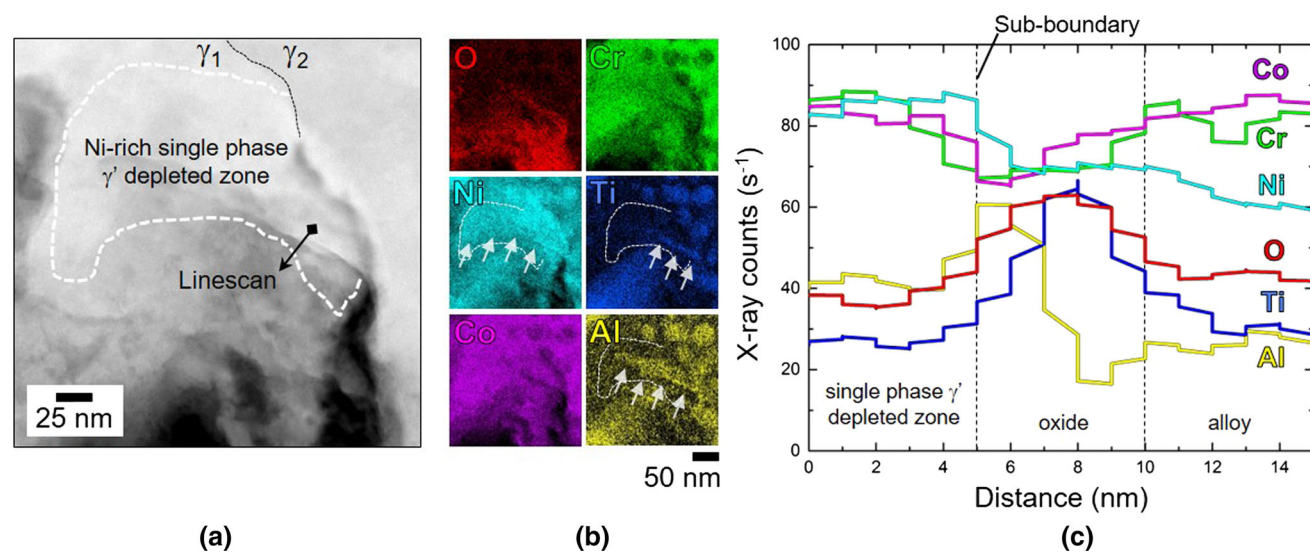 γ1
γ2
Ni-rich single phase
γ' depleted zone
Linescan
25 nm
(a)
O
Cr
Ni
Ti
Co
Al
50 nm
(b)
Sub-boundary
X-ray counts (s⁻¹)
100
80
60
40
20
0
Co
Cr
Ni
O
Ti
Al
single phase γ'
depleted zone
oxide
alloy
0 2 4 6 8 10 12 14
Distance (nm)
(c)